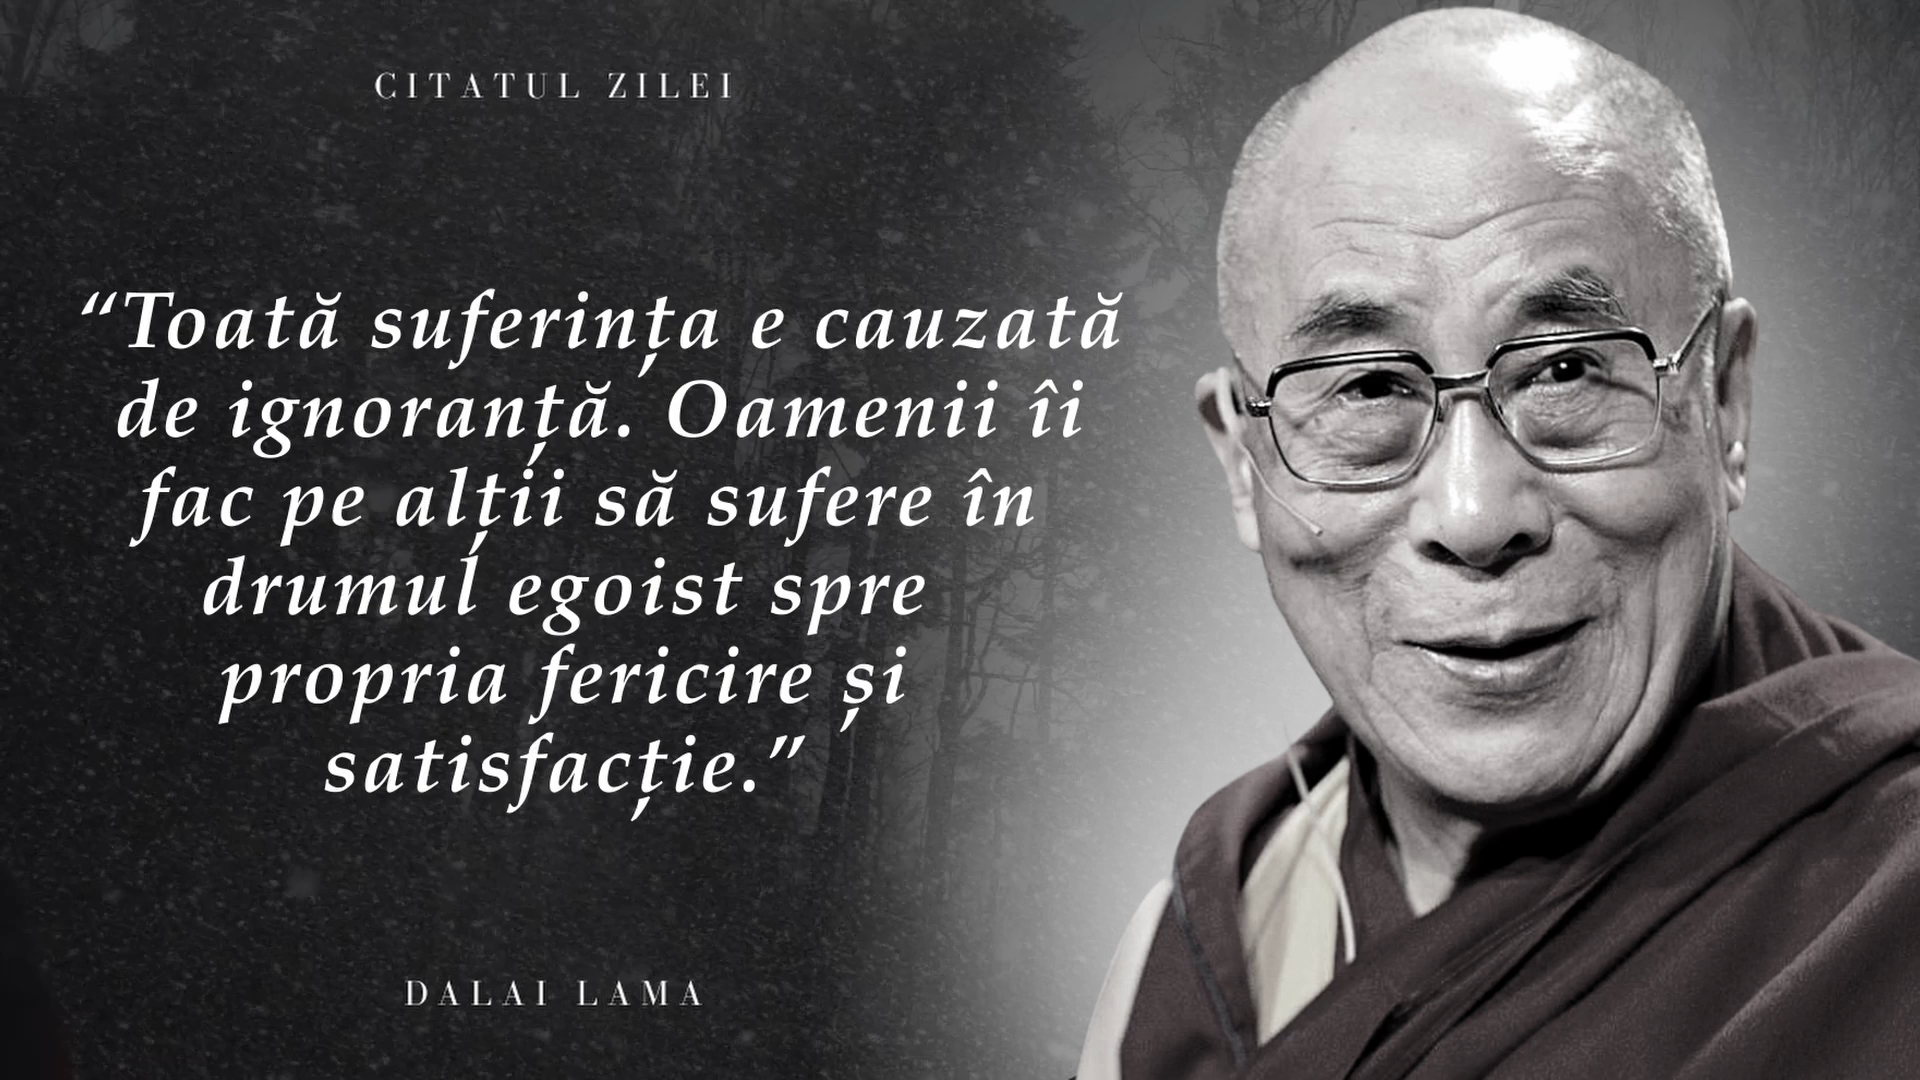 CITATUL ZILEI
“Toată suferința e cauzată
de ignoranță. Oamenii îi
fac pe alții să sufere în
drumul egoist spre
propria fericire și
satisfacție.”
DALAI LAMA